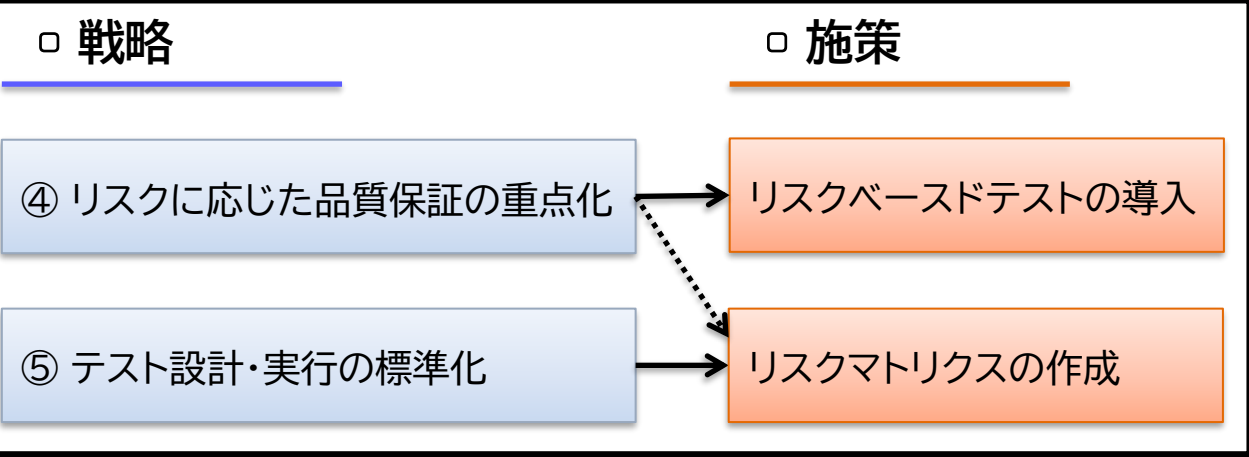 戦略
施策
④ リスクに応じた品質保証の重点化
リスクベースドテストの導入
⑤ テスト設計・実行の標準化
リスクマトリクスの作成